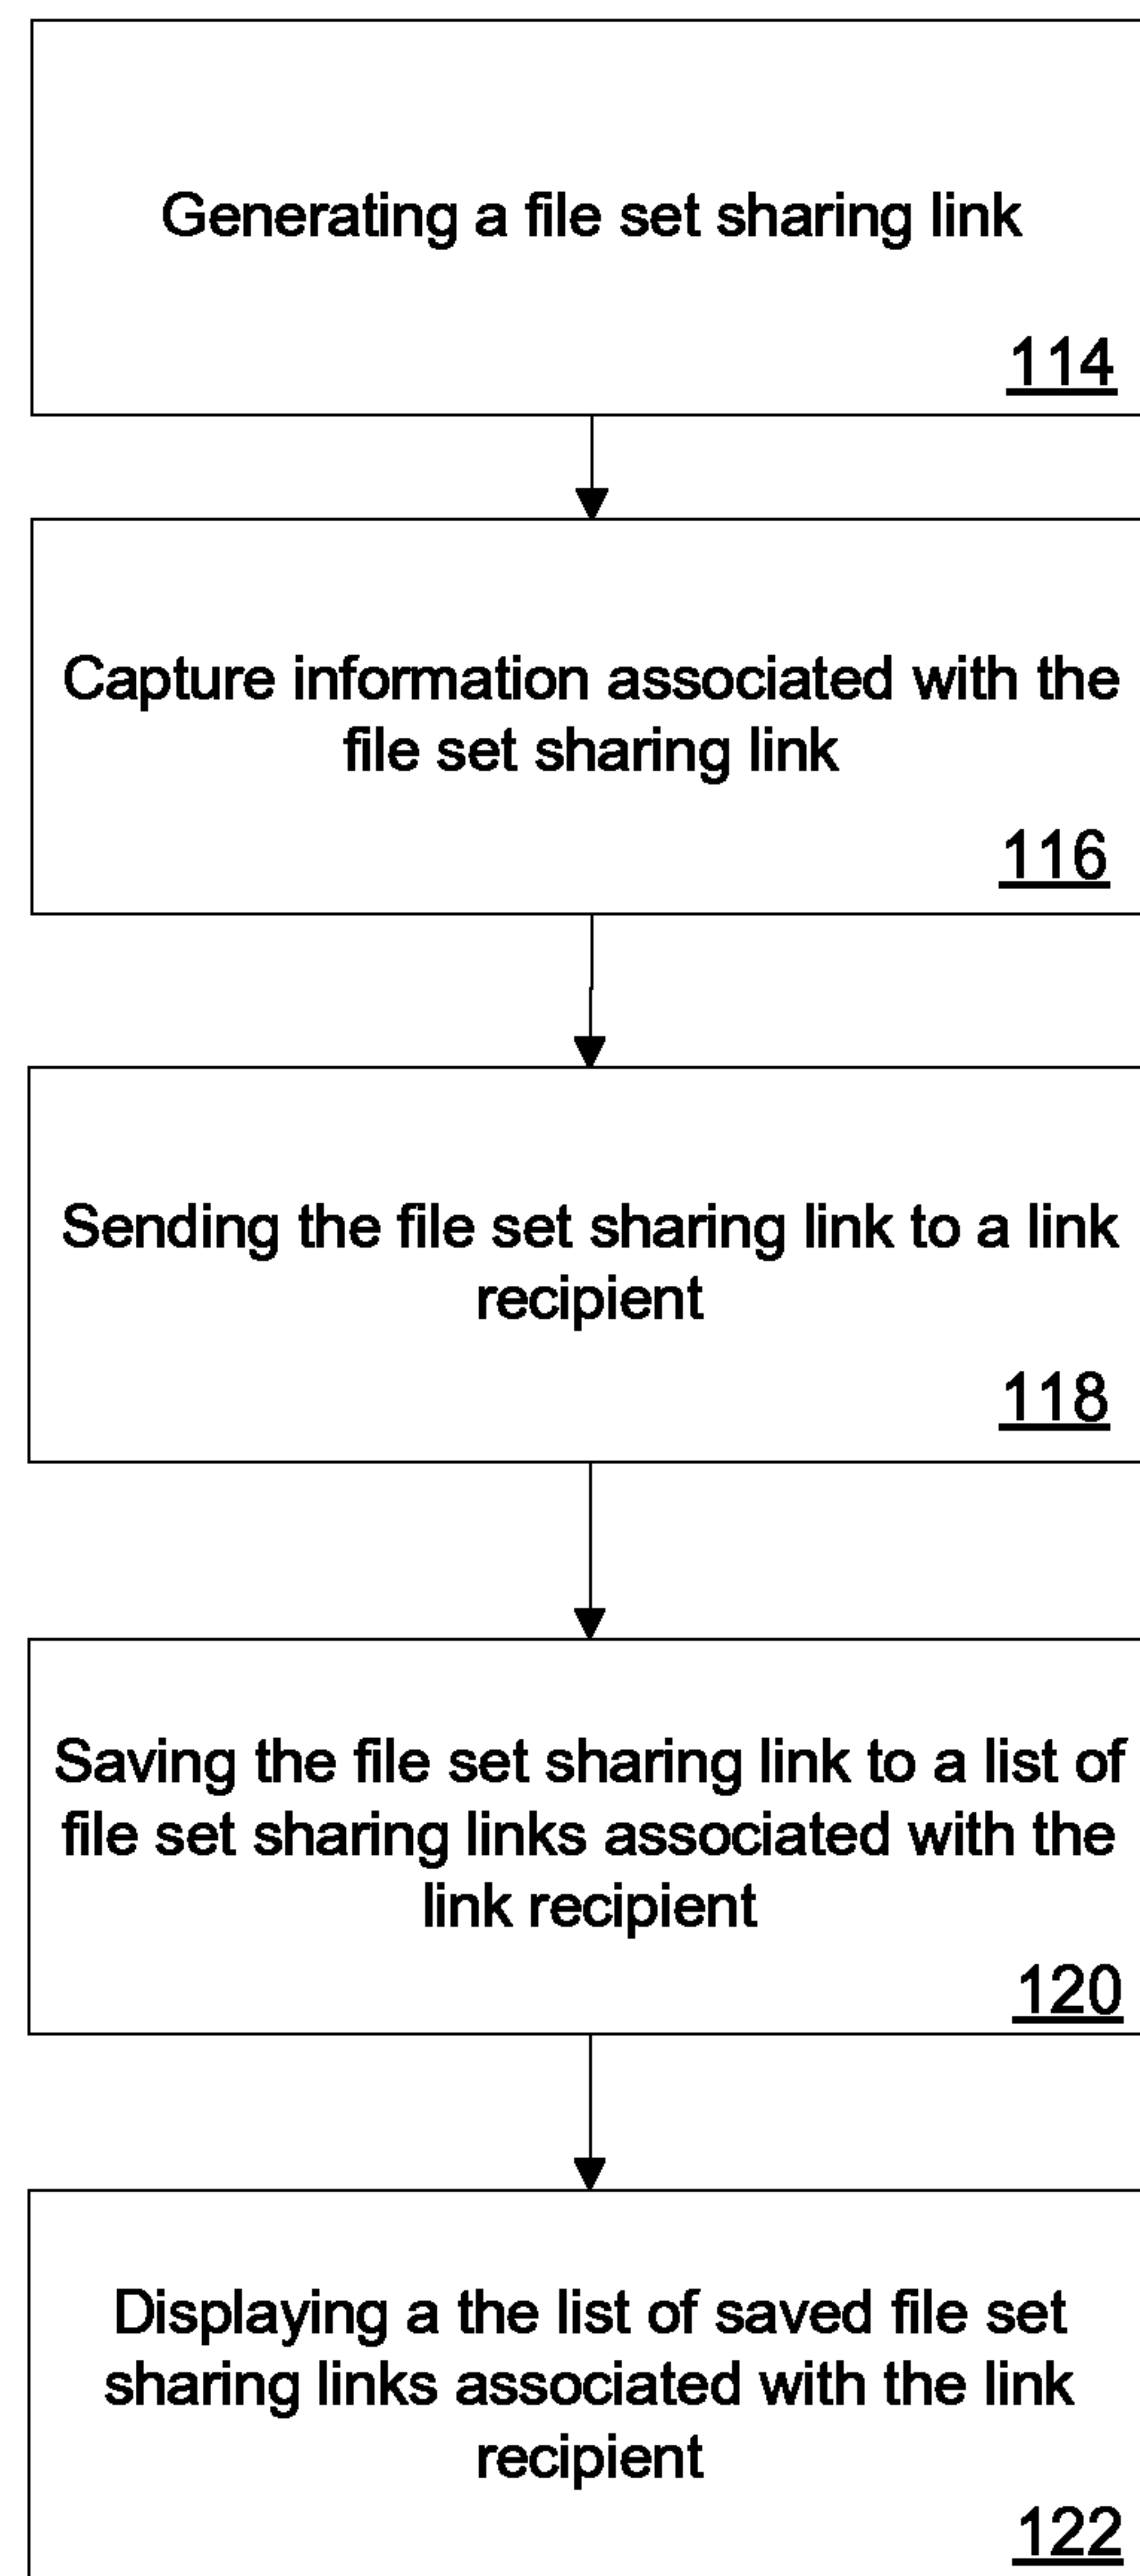 Generating a file set sharing link
114
Capture information associated with the
file set sharing link
116
Sending the file set sharing link to a link
recipient
118
Saving the file set sharing link to a list of
file set sharing links associated with the
link recipient
120
Displaying a the list of saved file set
sharing links associated with the link
recipient
122